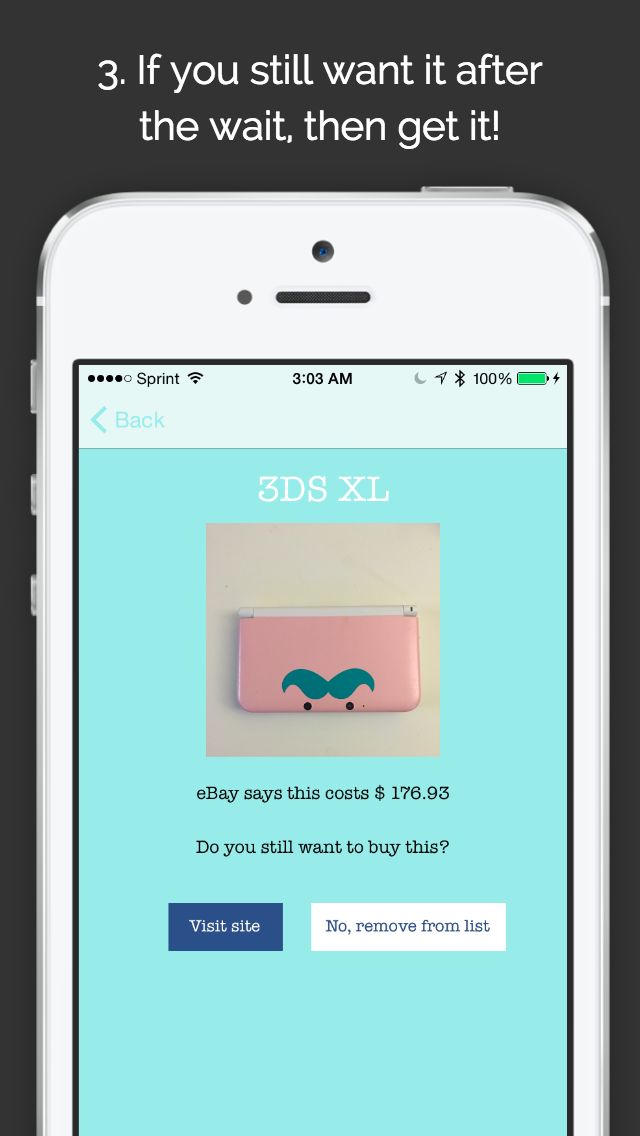 3. If you still want it after
the wait, then get it!
Sprint 3:03 AM 100%
Back
3DS XL
eBay says this costs $ 176.93
Do you still want to buy this?
Visit site No, remove from list